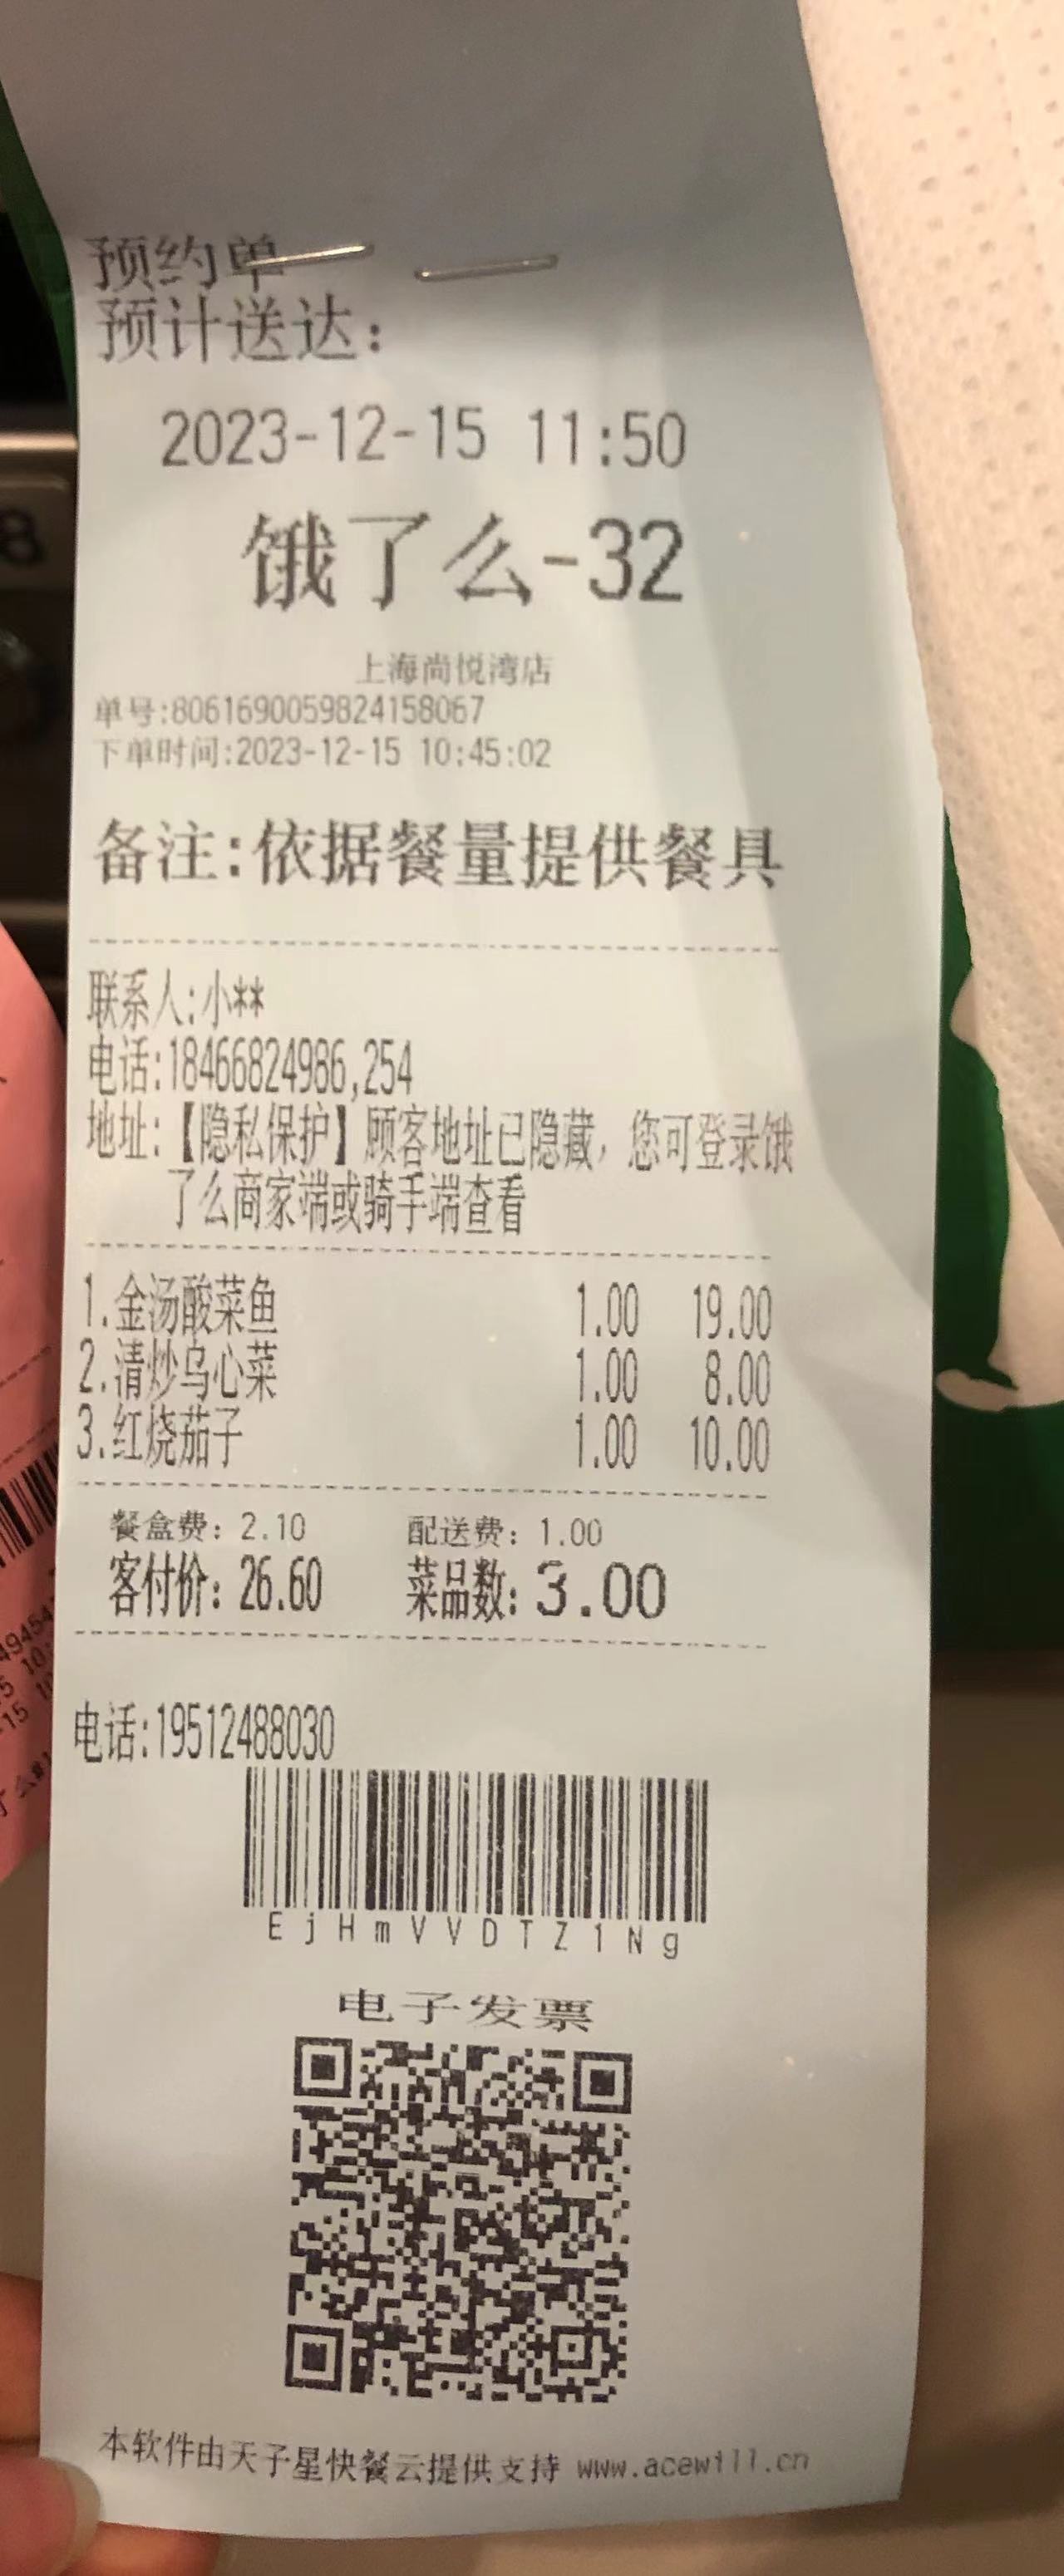 预约单
预计送达：
2023-12-15 11:50
饿了么-32
上海尚悦湾店
单号:8061690059824158067
下单时间:2023-12-15 10:45:02
备注:依据餐量提供餐具
联系人:小**
电话:18466824986,254
地址:【隐私保护】顾客地址已隐藏，您可登录饿
了么商家端或骑手端查看
1.金汤酸菜鱼 1.00 19.00
2.清炒乌心菜 1.00 8.00
3.红烧茄子 1.00 10.00
餐盒费: 2.10 配送费: 1.00
客付价: 26.60 菜品数: 3.00
电话:19512488030
EjHmVVDTZ1Ng
电子发票
本软件由天子星快餐云提供支持 www.acewill.cn
8